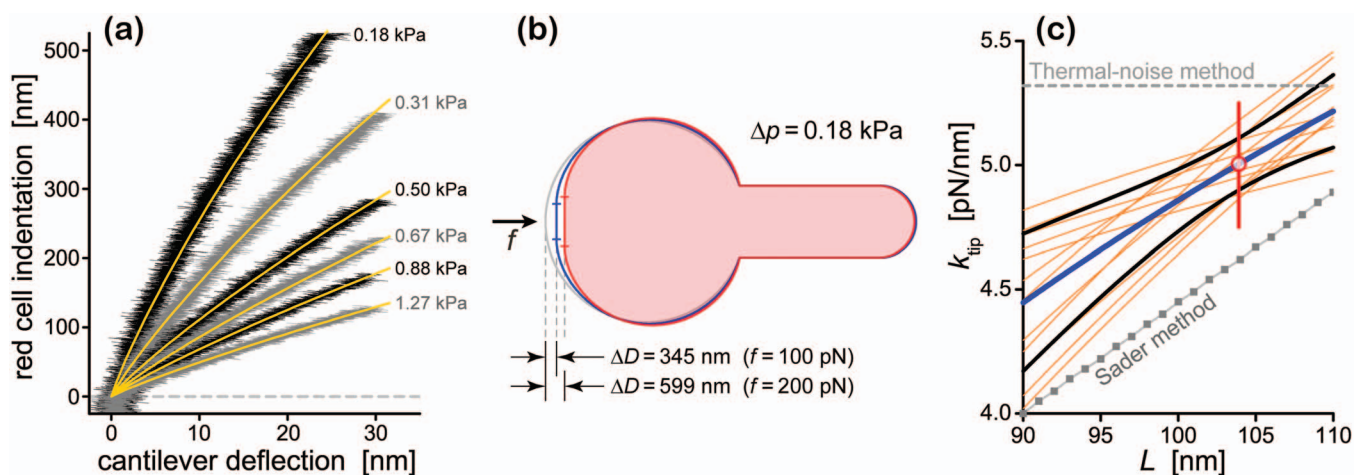 (a)
red cell indentation [nm]
500
400
300
200
100
0
0 10 20 30
cantilever deflection [nm]
0.18 kPa
0.31 kPa
0.50 kPa
0.67 kPa
0.88 kPa
1.27 kPa
(b)
Δp = 0.18 kPa
f
ΔD = 345 nm (f = 100 pN)
ΔD = 599 nm (f = 200 pN)
(c)
k_tip [pN/nm]
5.5
5.0
4.5
4.0
Thermal-noise method
Sader method
90 95 100 105 110
L [nm]